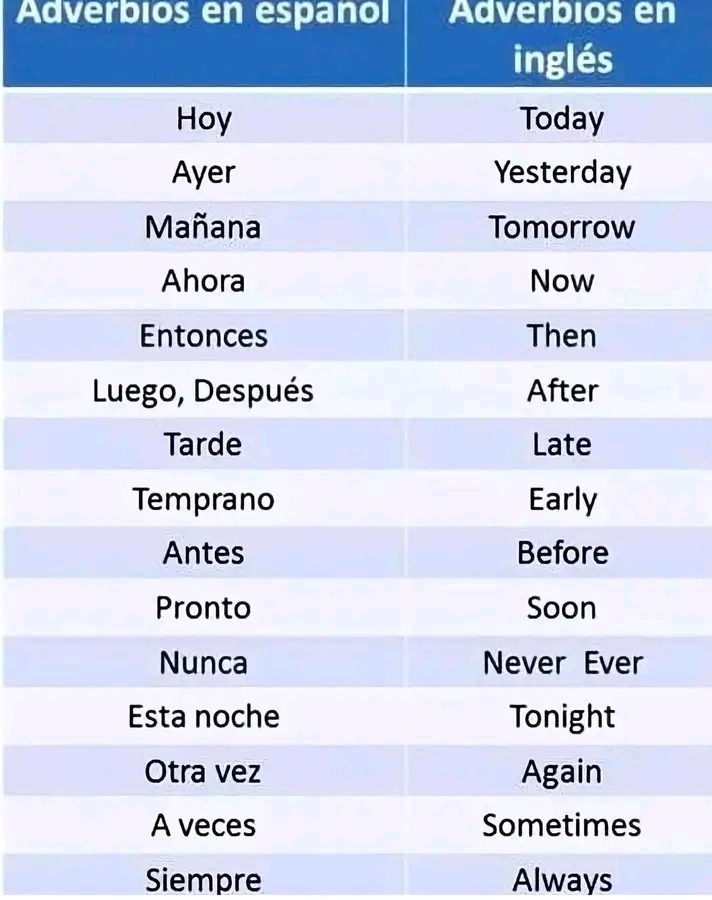 Adverbios en español
Adverbios en
inglés
Hoy
Today
Ayer
Yesterday
Mañana
Tomorrow
Ahora
Now
Entonces
Then
Luego, Después
After
Tarde
Late
Temprano
Early
Antes
Before
Pronto
Soon
Nunca
Never Ever
Esta noche
Tonight
Otra vez
Again
A veces
Sometimes
Siempre
Always